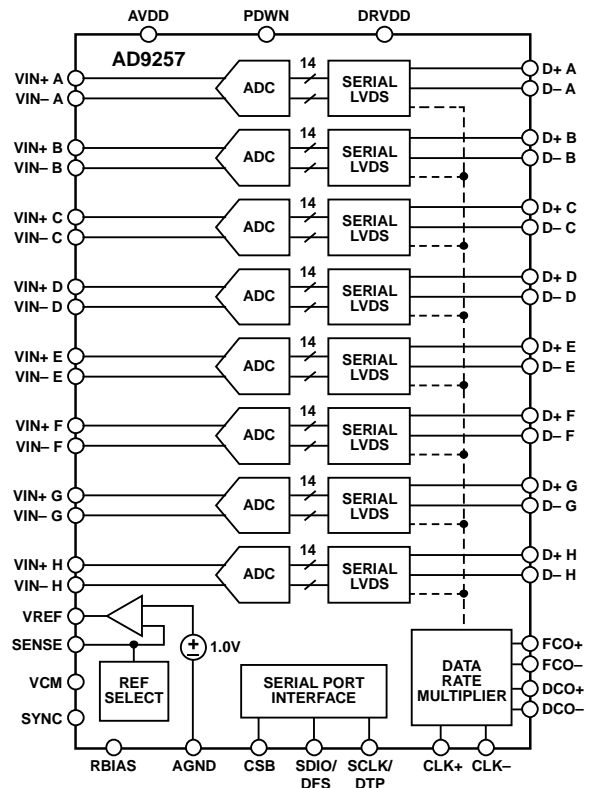 AVDD PDWN DRVDD
AD9257
VIN+ A ADC 14 SERIAL LVDS D+ A
VIN– A D– A
VIN+ B ADC 14 SERIAL LVDS D+ B
VIN– B D– B
VIN+ C ADC 14 SERIAL LVDS D+ C
VIN– C D– C
VIN+ D ADC 14 SERIAL LVDS D+ D
VIN– D D– D
VIN+ E ADC 14 SERIAL LVDS D+ E
VIN– E D– E
VIN+ F ADC 14 SERIAL LVDS D+ F
VIN– F D– F
VIN+ G ADC 14 SERIAL LVDS D+ G
VIN– G D– G
VIN+ H ADC 14 SERIAL LVDS D+ H
VIN– H D– H
VREF
SENSE
VCM
SYNC
1.0V
REF
SELECT
SERIAL PORT
INTERFACE
DATA
RATE
MULTIPLIER
FCO+
FCO–
DCO+
DCO–
RBIAS AGND CSB SDIO/ SCLK/ CLK+ CLK–
DFS DTP